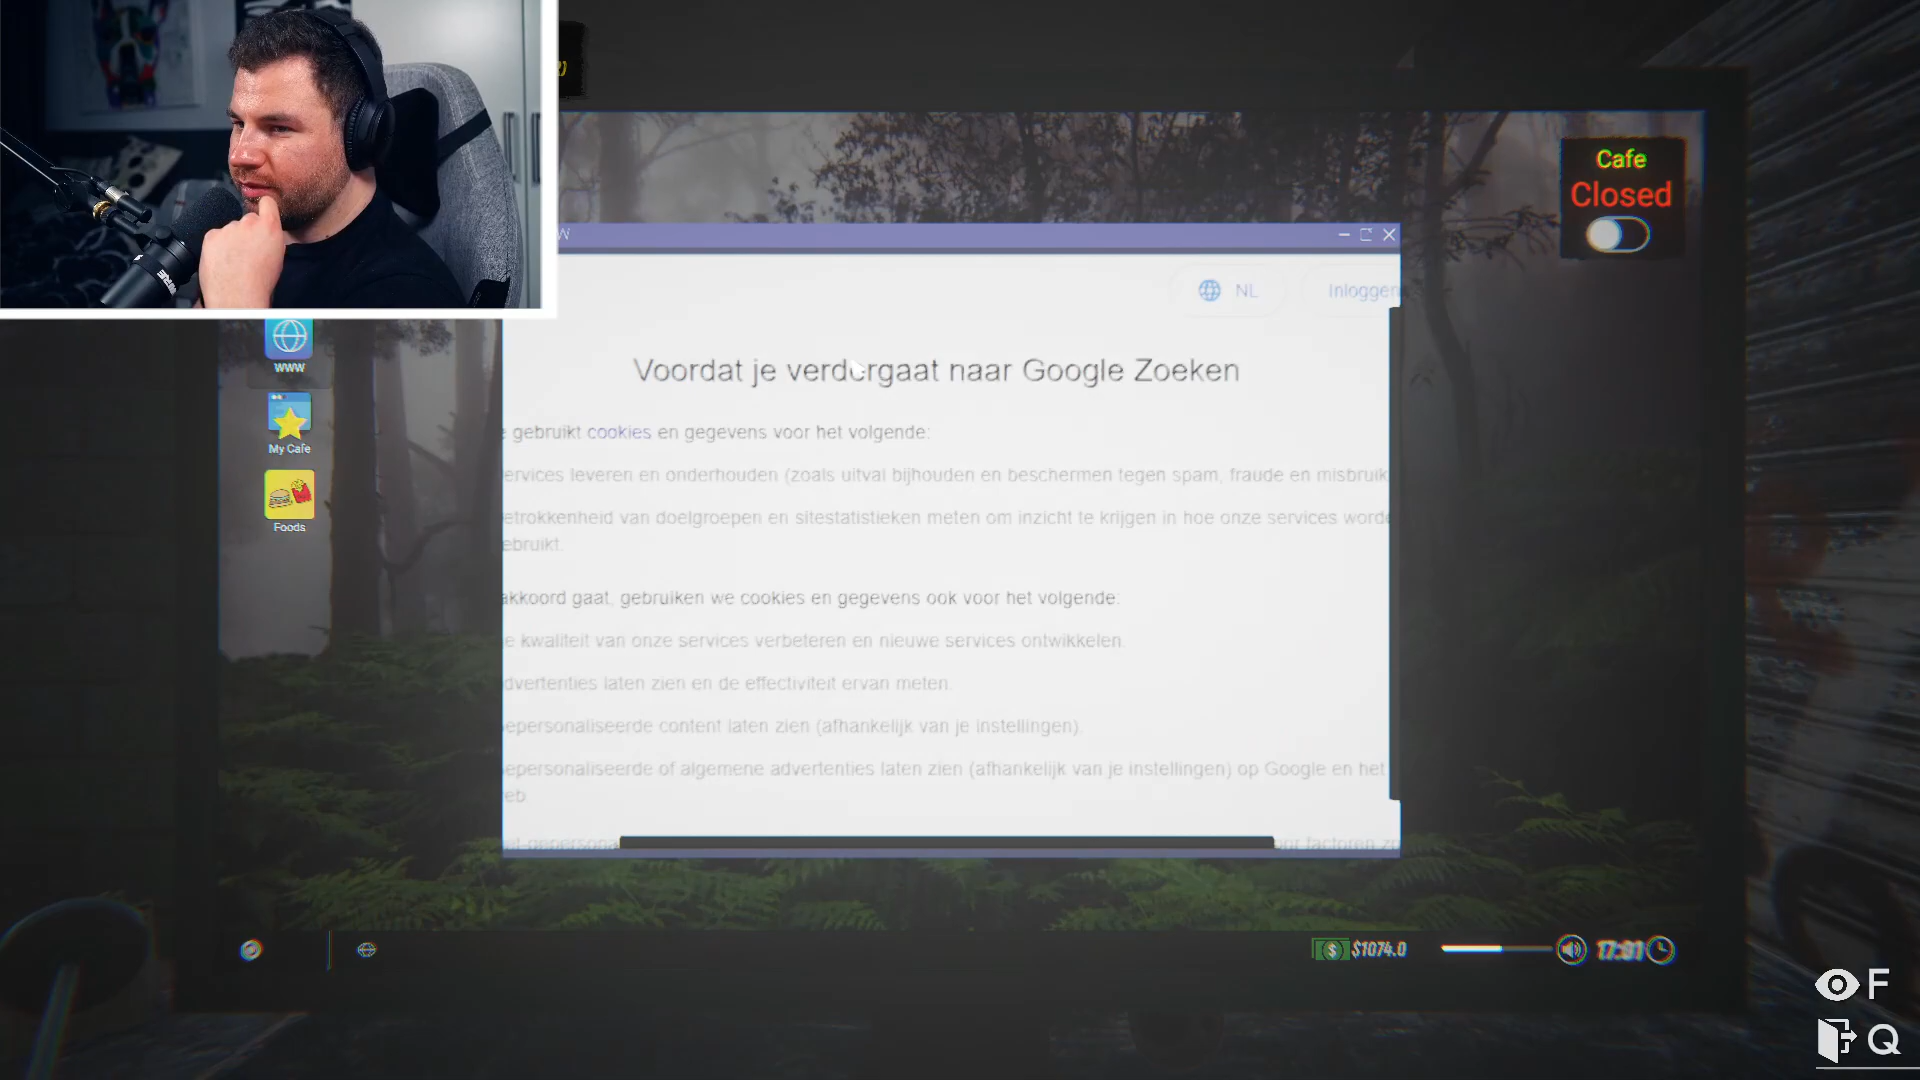 Cafe
Closed
W
NL
Inloggen
Voordat je verdergaat naar Google Zoeken
gebruikt cookies en gegevens voor het volgende:
ervices leveren en onderhouden (zoals uitval bijhouden en beschermen tegen spam, fraude en misbruik
etrokkenheid van doelgroepen en sitestatistieken meten om inzicht te krijgen in hoe onze services worde
ebruikt.
akkoord gaat, gebruiken we cookies en gegevens ook voor het volgende:
e kwaliteit van onze services verbeteren en nieuwe services ontwikkelen.
dvertenties laten zien en de effectiviteit ervan meten.
epersonaliseerde content laten zien (afhankelijk van je instellingen).
epersonaliseerde of algemene advertenties laten zien (afhankelijk van je instellingen) op Google en het
eb
factoren
WWW
My Cafe
Foods
$1074.0
17:01
F
Q